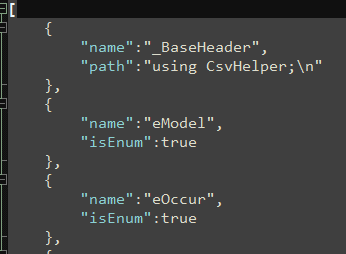 [
{
"name":"_BaseHeader",
"path":"using CsvHelper;\n"
},
{
"name":"eModel",
"isEnum":true
},
{
"name":"eOccur",
"isEnum":true
},
{